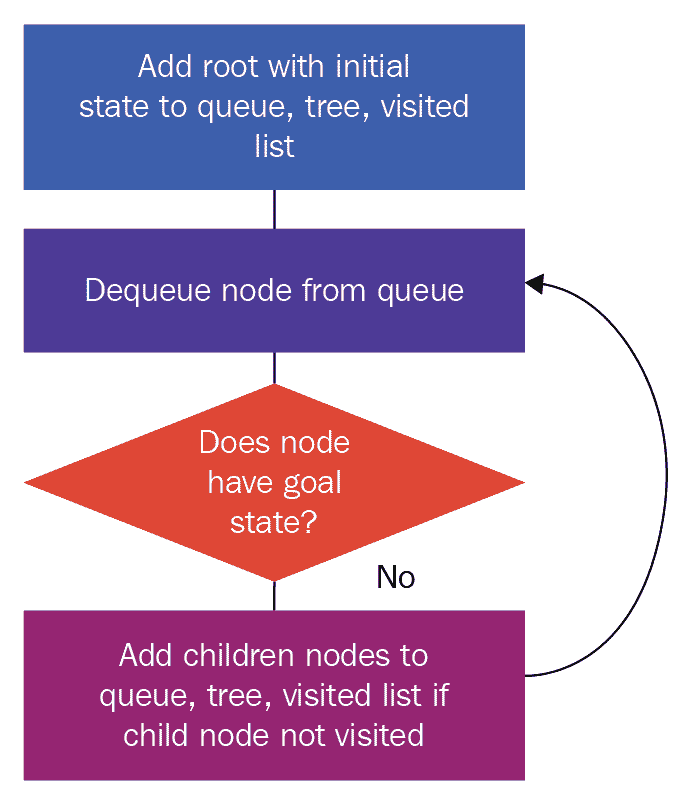 Add root with initial
state to queue, tree, visited
list
Dequeue node from queue
Does node
have goal
state?
No
Add children nodes to
queue, tree, visited list if
child node not visited